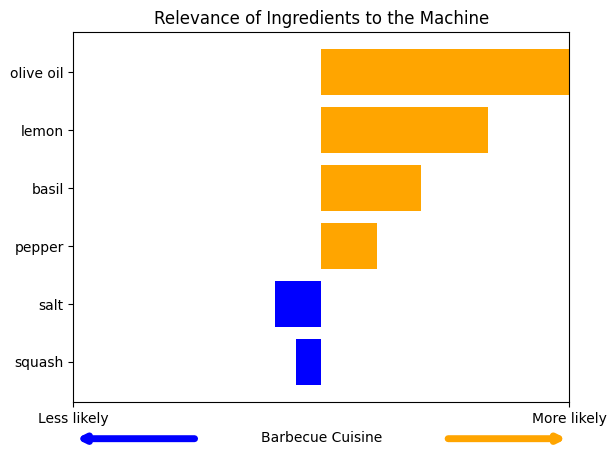 Relevance of Ingredients to the Machine
olive oil
lemon
basil
pepper
salt
squash
Less likely
More likely
Barbecue Cuisine